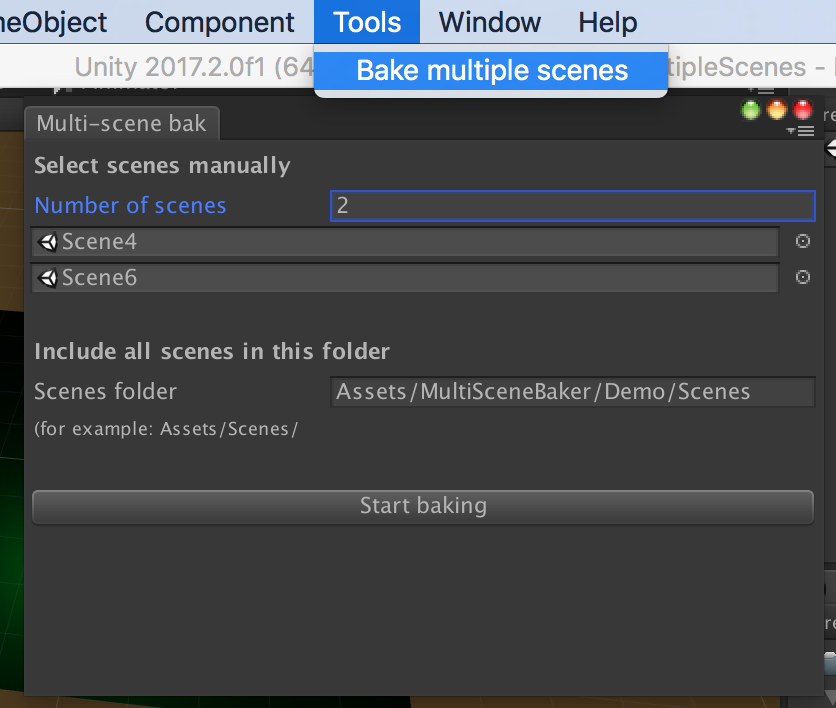 neObject Component Tools Window Help
Unity 2017.2.0f1 (64 Bake multiple scenes tipleScenes -
Multi-scene bak
Select scenes manually
Number of scenes 2
Scene4
Scene6
Include all scenes in this folder
Scenes folder Assets/MultiSceneBaker/Demo/Scenes
(for example: Assets/Scenes/
Start baking